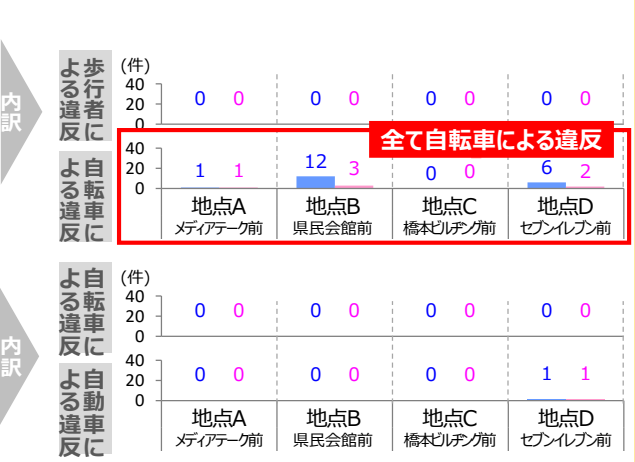 内訳
歩行者による違反
(件)
40
20
0
0 0 0 0 0 0 0 0
全て自転車による違反
自転車による違反
40
20
0
1 1 12 3 0 0 6 2
地点A 地点B 地点C 地点D
メディアテーク前 県民会館前 橋本ビルヂング前 セブンイレブン前
内訳
自転車による違反
(件)
40
20
0
0 0 0 0 0 0 0 0
自動車による違反
40
20
0
0 0 0 0 0 0 1 1
地点A 地点B 地点C 地点D
メディアテーク前 県民会館前 橋本ビルヂング前 セブンイレブン前